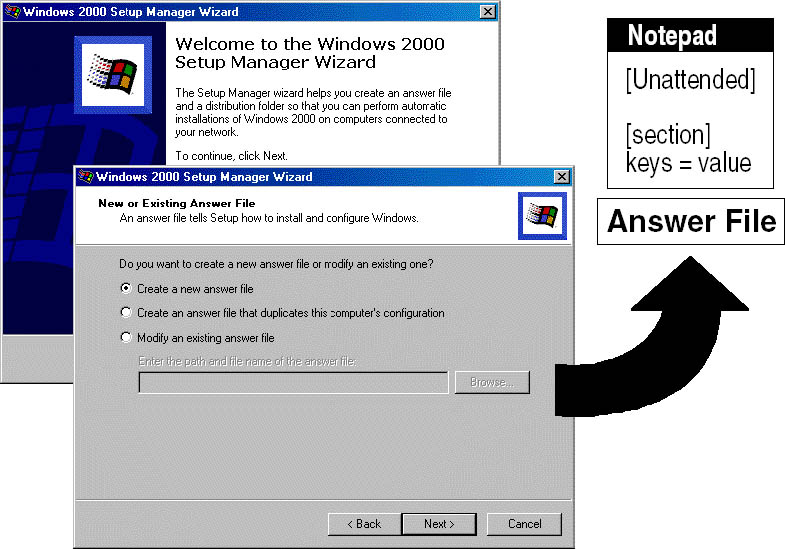 Windows 2000 Setup Manager Wizard
Welcome to the Windows 2000
Setup Manager Wizard
The Setup Manager wizard helps you create an answer file
and a distribution folder so that you can perform automatic
installations of Windows 2000 on computers connected to
your network.
To continue, click Next.
Windows 2000 Setup Manager Wizard
New or Existing Answer File
An answer file tells Setup how to install and configure Windows.
Do you want to create a new answer file or modify an existing one?
Create a new answer file
Create an answer file that duplicates this computer's configuration
Modify an existing answer file
Enter the path and file name of the answer file:
Browse...
< Back
Next >
Cancel
Notepad
[Unattended]
[section]
keys = value
Answer File